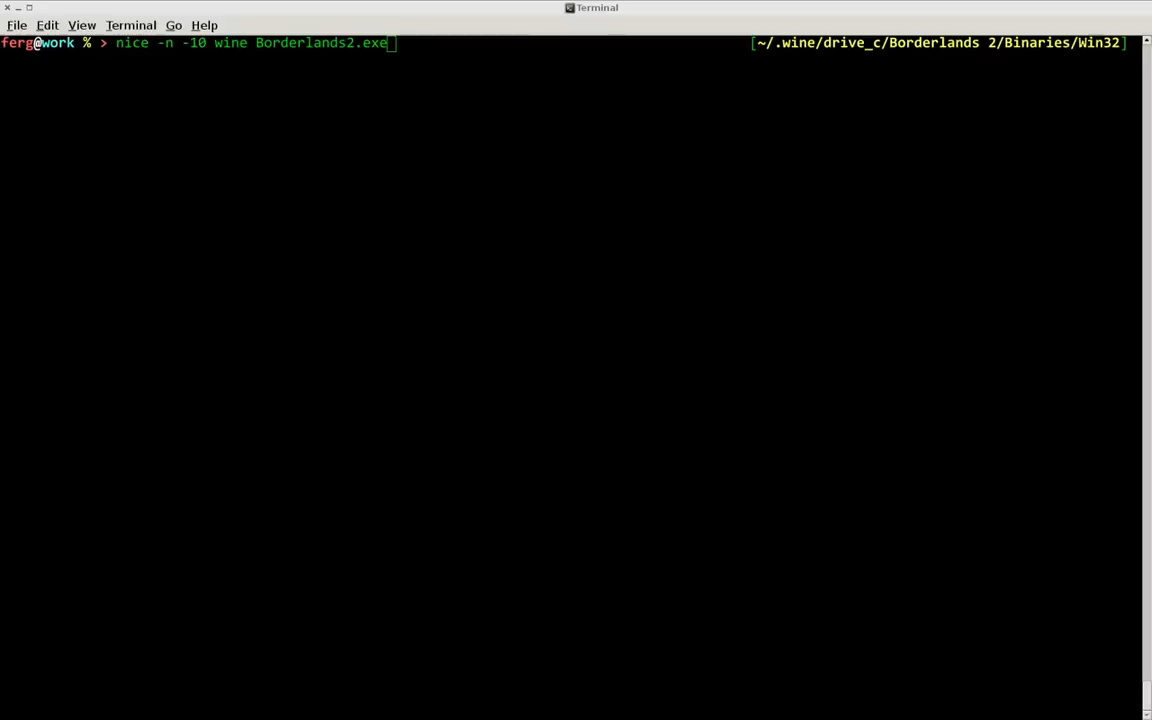 Terminal
File Edit View Terminal Go Help
ferg@work % > nice -n -10 wine Borderlands2.exe [~/.wine/drive_c/Borderlands 2/Binaries/Win32]